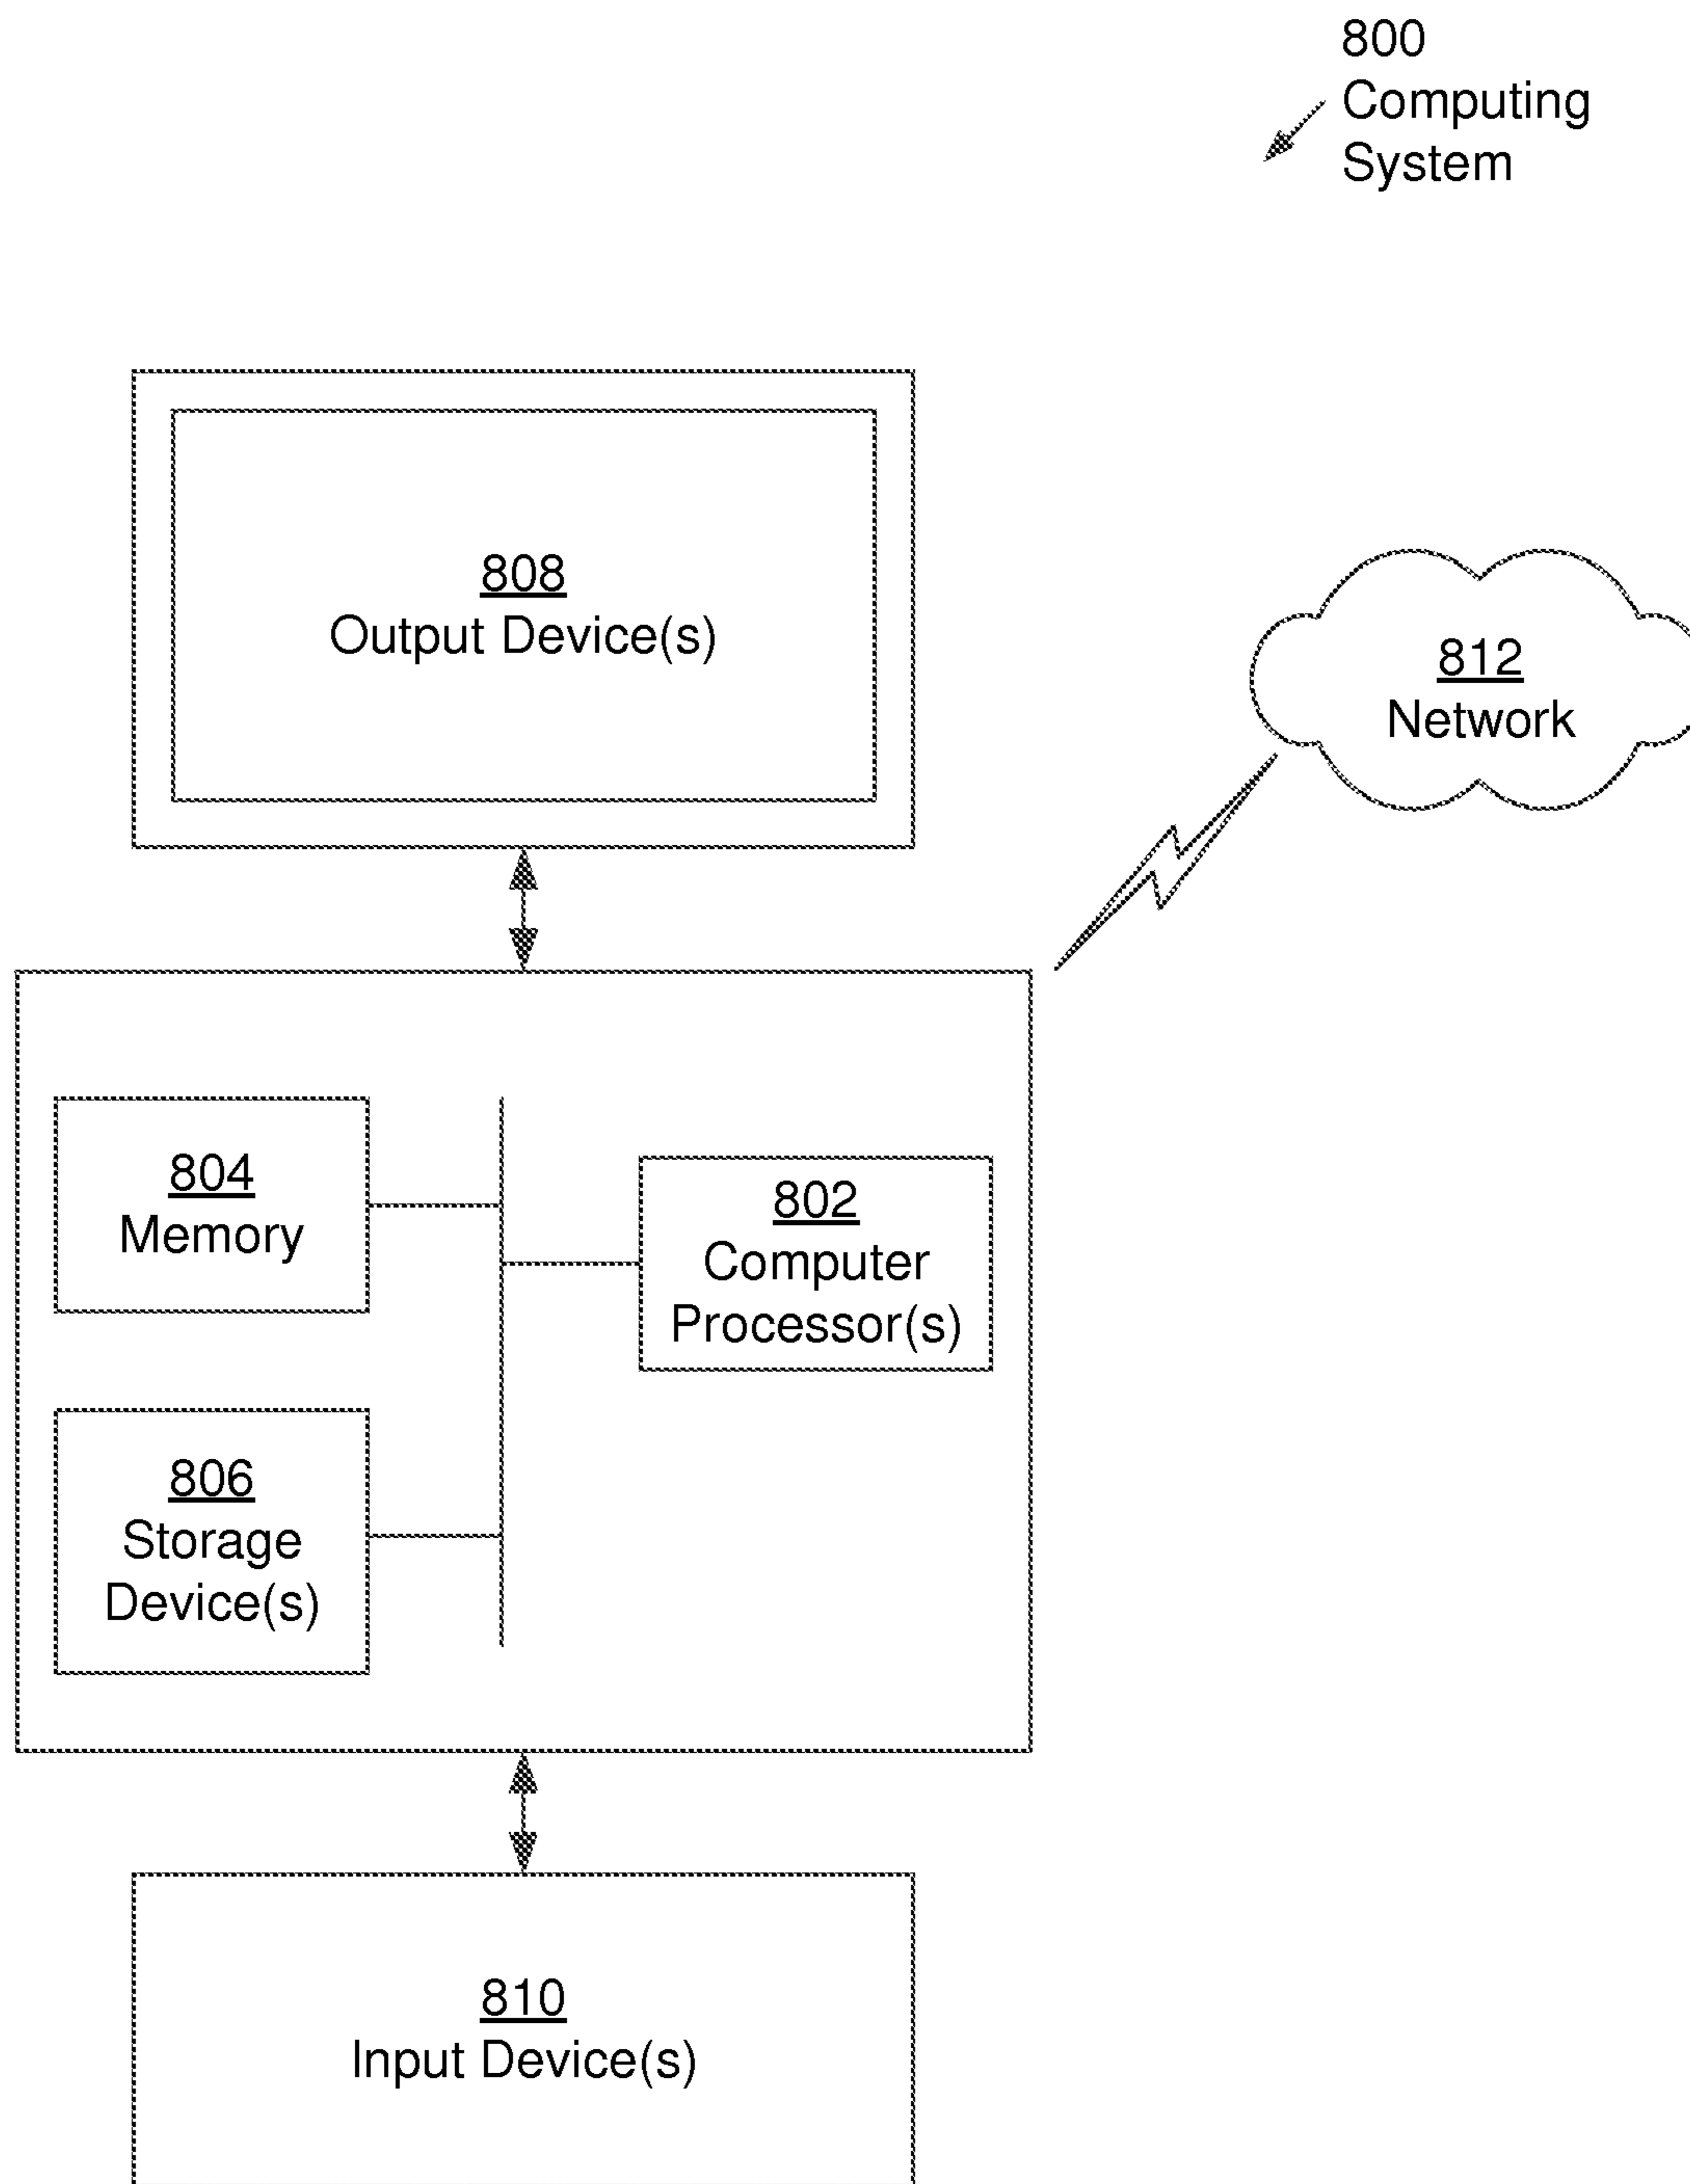 800
Computing
System
808
Output Device(s)
812
Network
804
Memory
802
Computer
Processor(s)
806
Storage
Device(s)
810
Input Device(s)